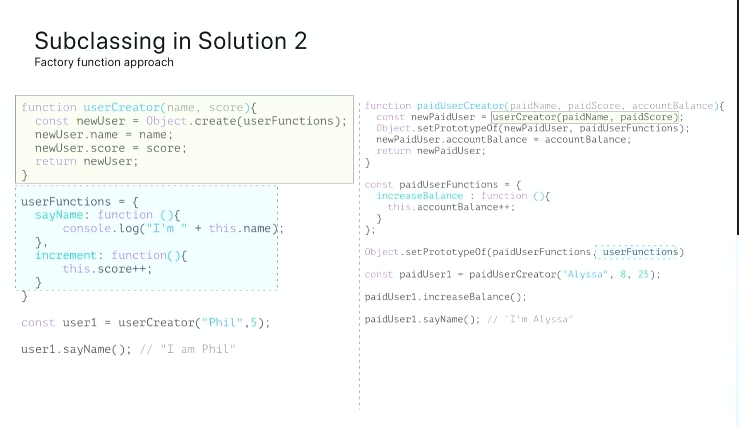 Subclassing in Solution 2
Factory function approach
function userCreator(name, score){
const newUser = Object.create(userFunctions);
newUser.name = name;
newUser.score = score;
return newUser;
}
userFunctions = {
sayName: function (){
console.log("I'm " + this.name);
},
increment: function(){
this.score++;
}
}
const user1 = userCreator("Phil",5);
user1.sayName(); // "I am Phil"
function paidUserCreator(paidName, paidScore, accountBalance){
const newPaidUser = userCreator(paidName, paidScore);
Object.setPrototypeOf(newPaidUser, paidUserFunctions);
newPaidUser.accountBalance = accountBalance;
return newPaidUser;
}
const paidUserFunctions = {
increaseBalance : function (){
this.accountBalance++;
}
};
Object.setPrototypeOf(paidUserFunctions, userFunctions)
const paidUser1 = paidUserCreator("Alyssa", 8, 25);
paidUser1.increaseBalance();
paidUser1.sayName(); // "I'm Alyssa"